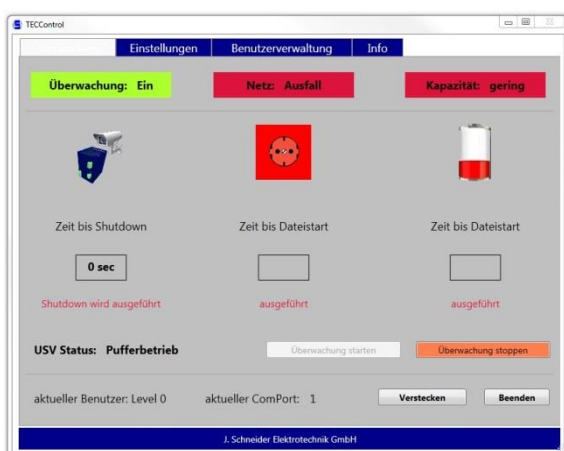 TECControl
Einstellungen Benutzerverwaltung Info
Überwachung: Ein Netz: Ausfall Kapazität: gering
Zeit bis Shutdown Zeit bis Dateistart Zeit bis Dateistart
0 sec
Shutdown wird ausgeführt ausgeführt ausgeführt
USV Status: Pufferbetrieb Überwachung starten Überwachung stoppen
aktueller Benutzer: Level 0 aktueller ComPort: 1 Verstecken Beenden
J. Schneider Elektrotechnik GmbH